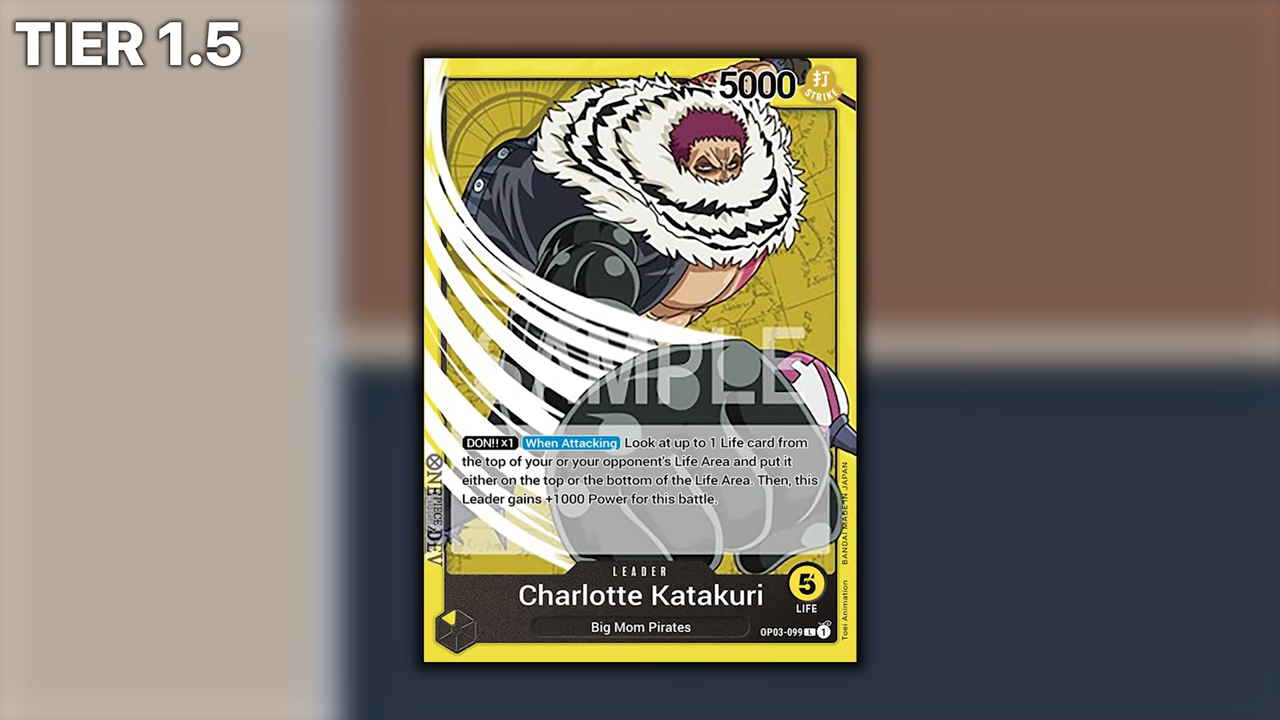 TIER 1.5
5000
打
STRIKE
SAMPLE
DON!!×1 When Attacking Look at up to 1 Life card from
the top of your or your opponent's Life Area and put it
either on the top or the bottom of the Life Area. Then, this
Leader gains +1000 Power for this battle.
LEADER
Charlotte Katakuri
5
LIFE
Big Mom Pirates
OP03-099 L 1
Toei Animation
BANDAI MADE IN JAPAN